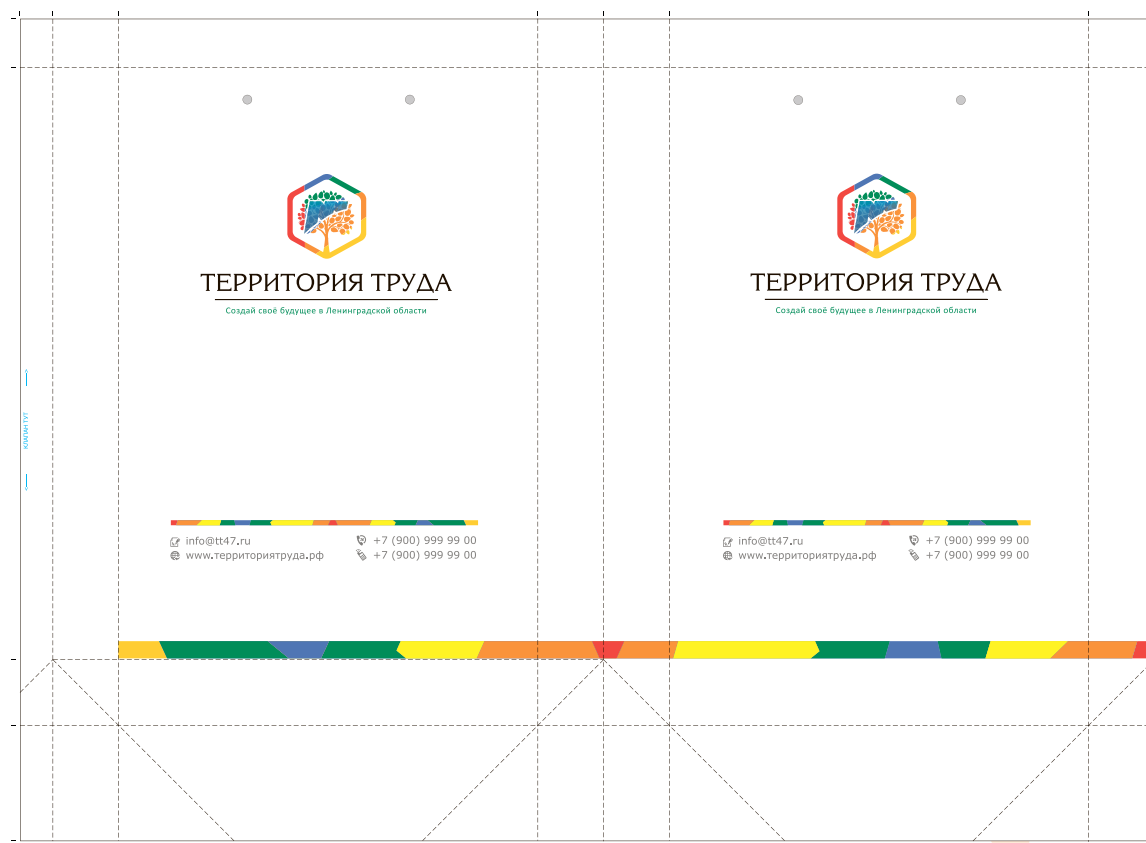 ТЕРРИТОРИЯ ТРУДА
Создай своё будущее в Ленинградской области
КЛАПАН ТУТ
info@tt47.ru
+7 (900) 999 99 00
www.территориятруда.рф
+7 (900) 999 99 00
ТЕРРИТОРИЯ ТРУДА
Создай своё будущее в Ленинградской области
info@tt47.ru
+7 (900) 999 99 00
www.территориятруда.рф
+7 (900) 999 99 00